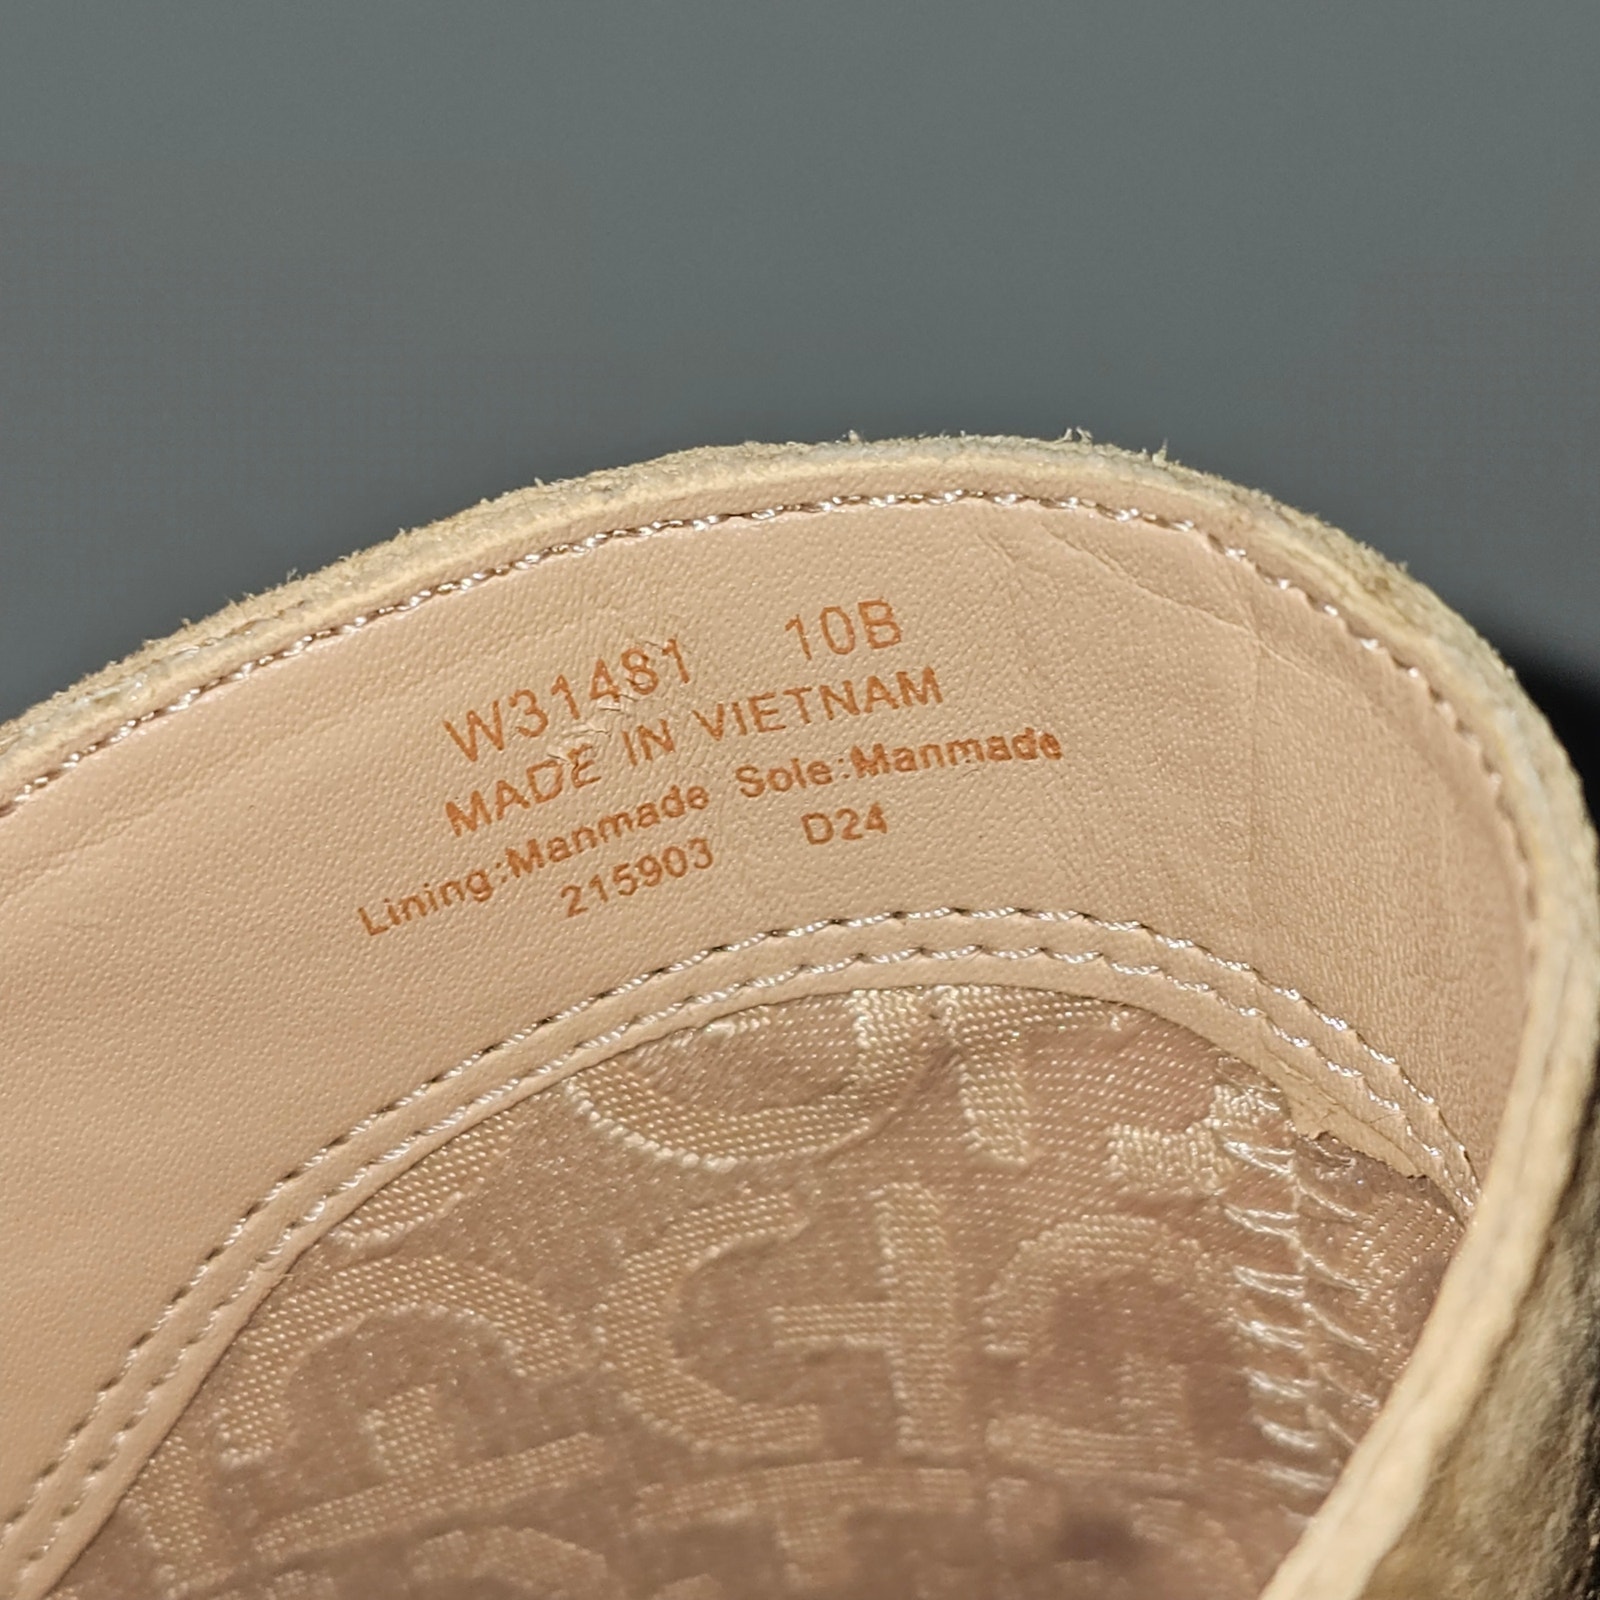 W31481 10B
MADE IN VIETNAM
Lining:Manmade Sole:Manmade
215903 D24